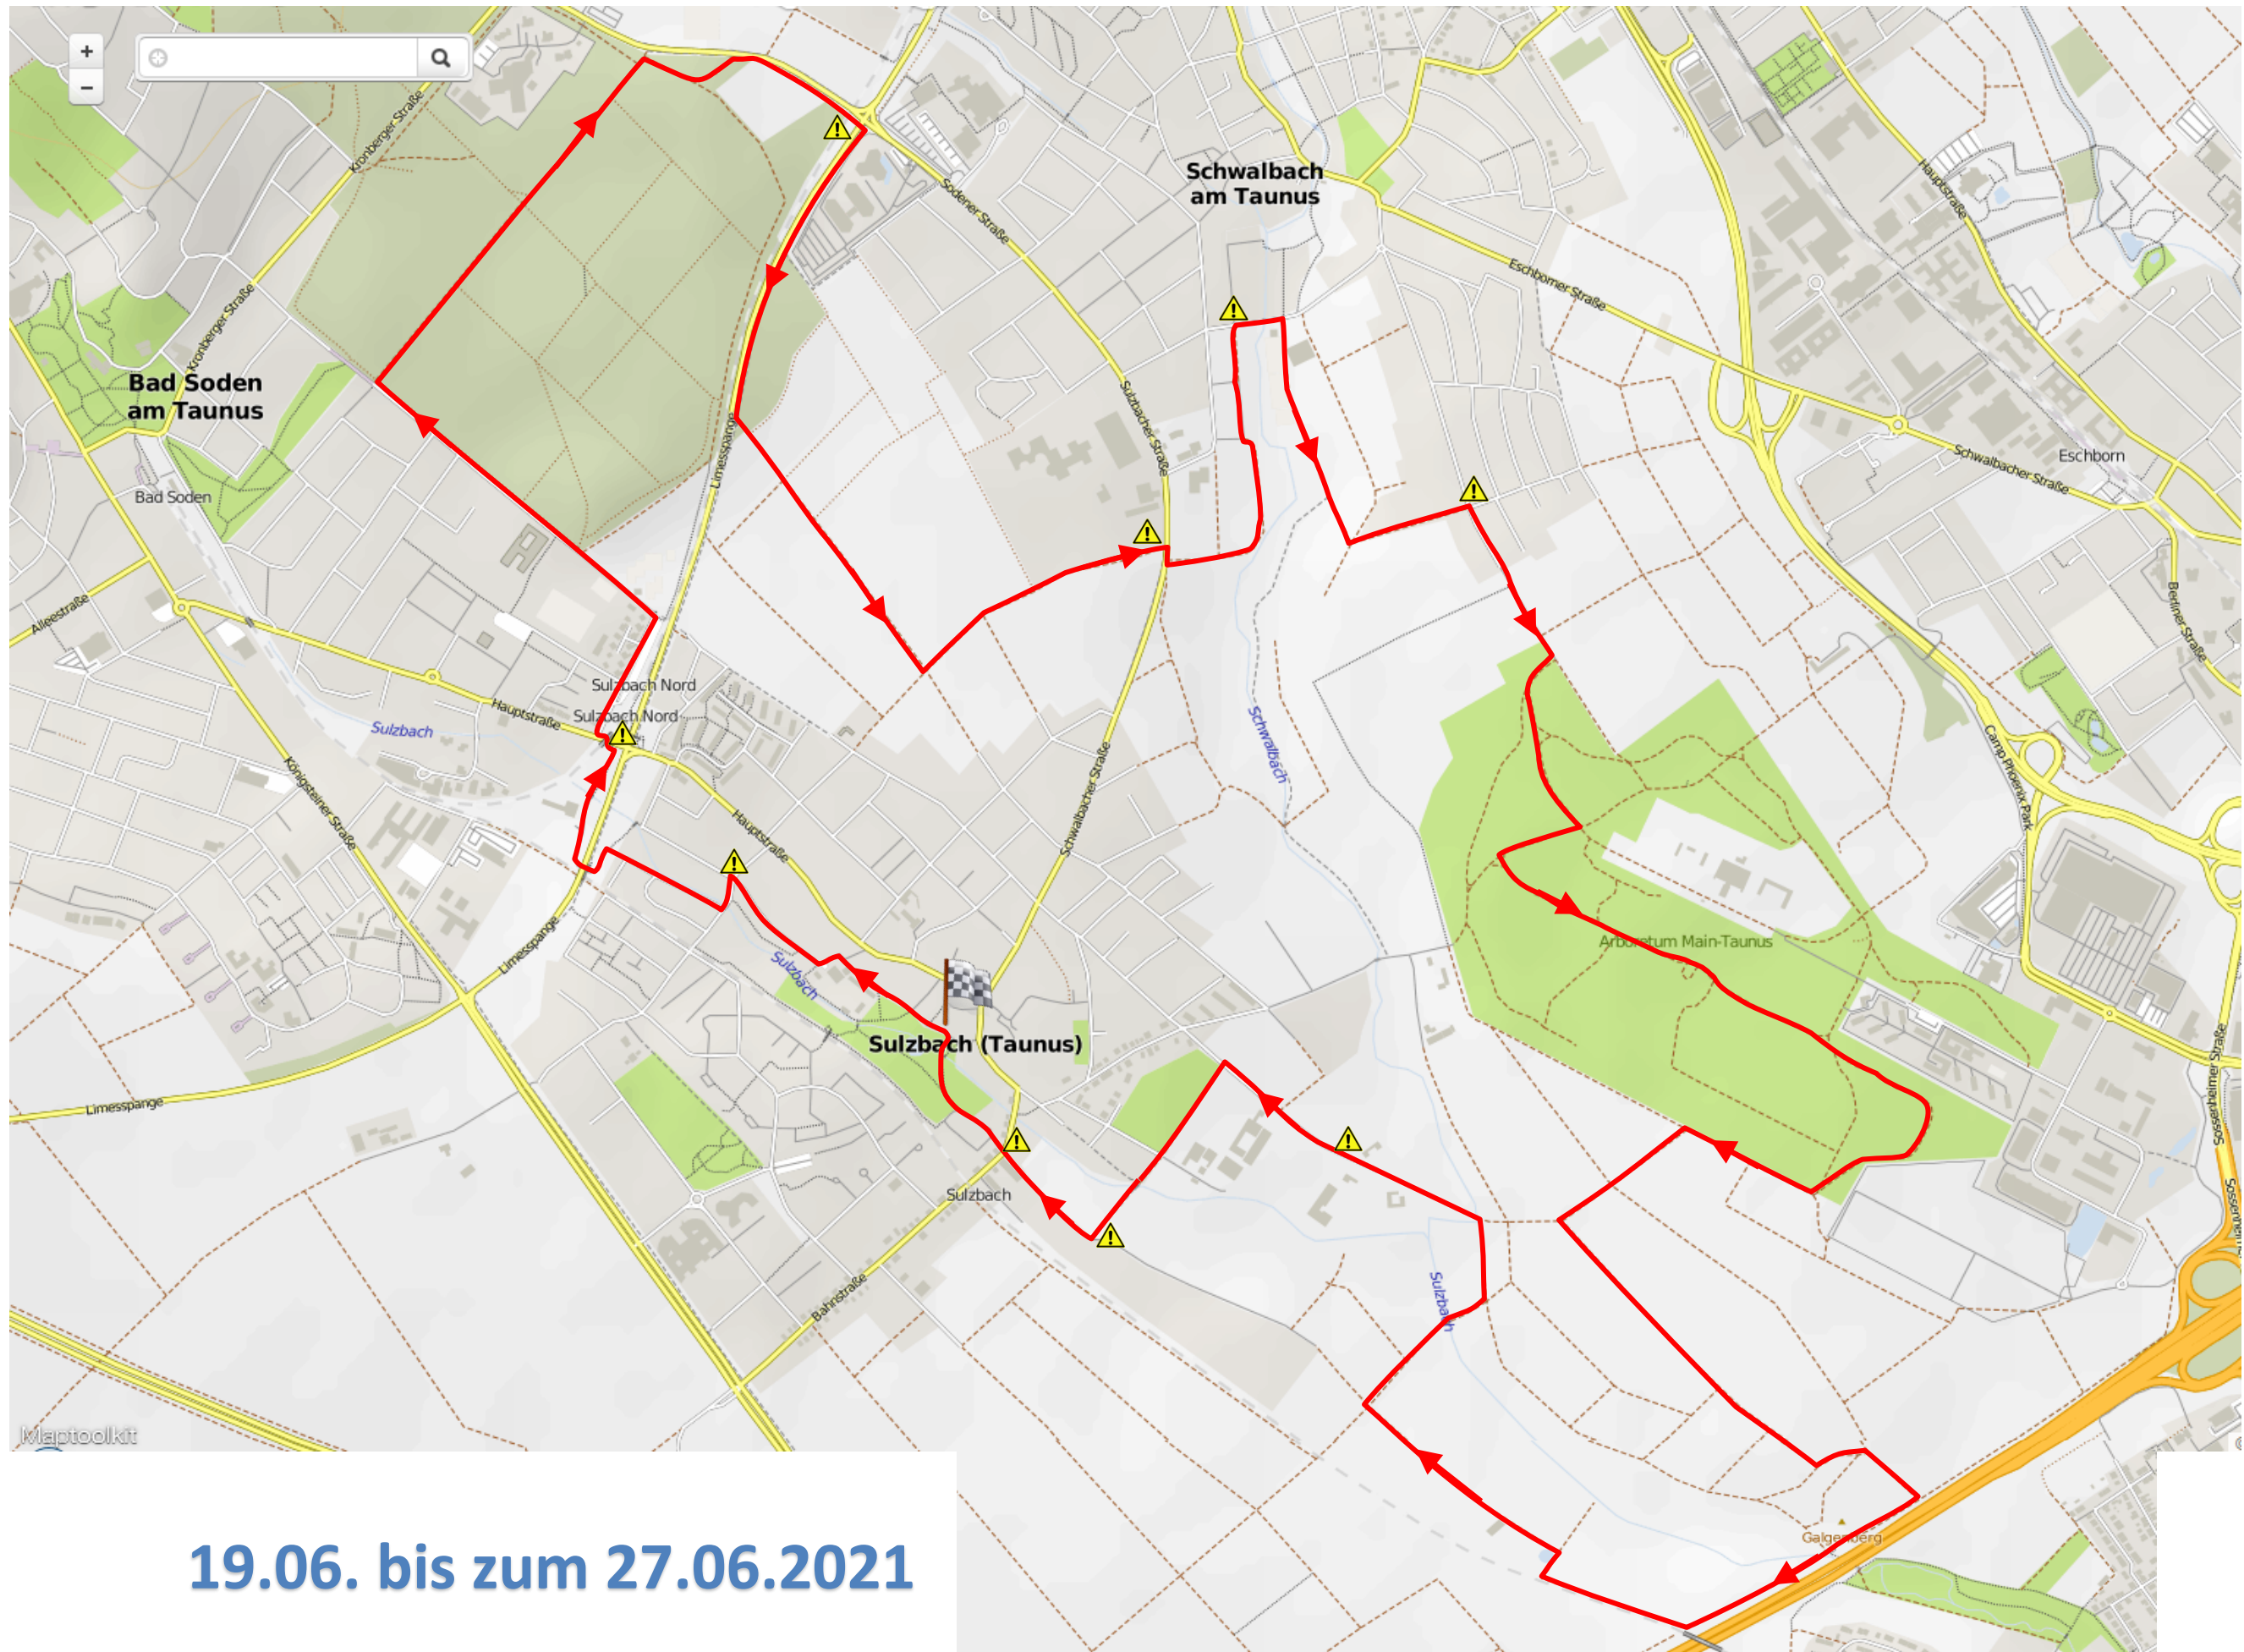 +
−
Kronberger Straße
Sodener Straße
Schwalbach
am Taunus
Hauptstraße
Eschborner Straße
Kronberger Straße
Bad Soden
am Taunus
Sulzbacher Straße
Limesspange
Schwalbacher Straße
Eschborn
Bad Soden
Alleestraße
Berliner Straße
Sulzbach Nord
Sulzbach Nord
Hauptstraße
Sulzbach
Schwalbach
Königsteiner Straße
Hauptstraße
Schwalbacher Straße
Camp Phoenix Park
Limesspange
Sulzbach
Arboretum Main-Taunus
Sulzbach (Taunus)
Limesspange
Sossenheimer Straße
Sulzbach
Bahnstraße
Sulzbach
Maptoolkit
Galgenberg
19.06. bis zum 27.06.2021